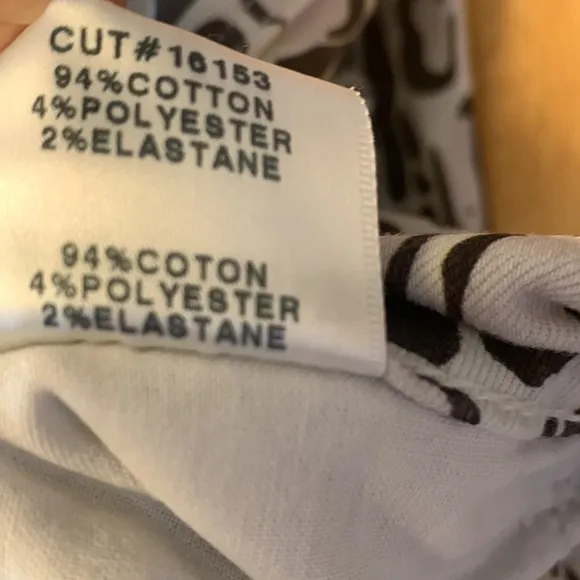 CUT#16153
94%COTTON
4%POLYESTER
2%ELASTANE
94%COTON
4%POLYESTER
2%ELASTANE